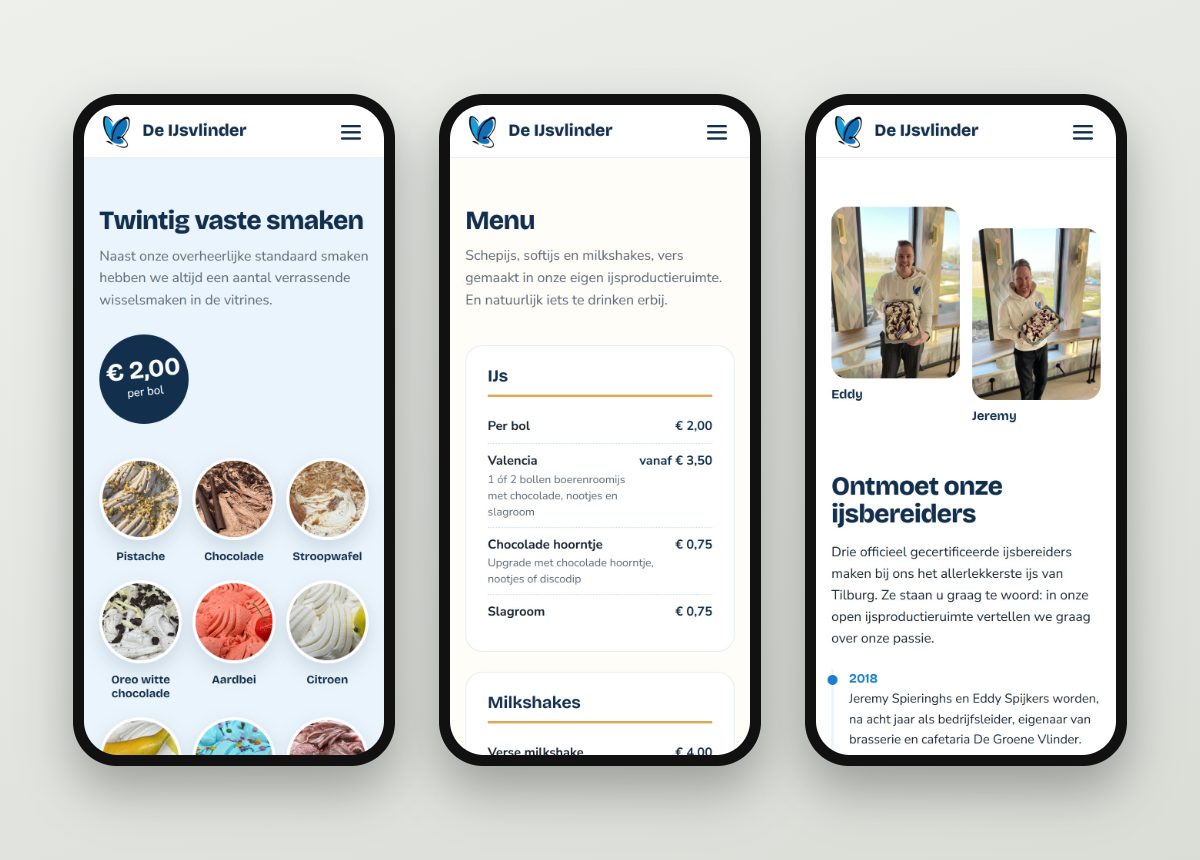 De IJsvlinder
Twintig vaste smaken
Naast onze overheerlijke standaard smaken
hebben we altijd een aantal verrassende
wisselsmaken in de vitrines.
€ 2,00
per bol
Pistache
Chocolade
Stroopwafel
Oreo witte
chocolade
Aardbei
Citroen
De IJsvlinder
Menu
Schepijs, softijs en milkshakes, vers
gemaakt in onze eigen ijsproductieruimte.
En natuurlijk iets te drinken erbij.
IJs
Per bol € 2,00
Valencia vanaf € 3,50
1 óf 2 bollen boerenroomijs
met chocolade, nootjes en
slagroom
Chocolade hoorntje € 0,75
Upgrade met chocolade hoorntje,
nootjes of discodip
Slagroom € 0,75
Milkshakes
Verse milkshake € 4,00
De IJsvlinder
Eddy
Jeremy
Ontmoet onze
ijsbereiders
Drie officieel gecertificeerde ijsbereiders
maken bij ons het allerlekkerste ijs van
Tilburg. Ze staan u graag te woord: in onze
open ijsproductieruimte vertellen we graag
over onze passie.
2018
Jeremy Spieringhs en Eddy Spijkers worden,
na acht jaar als bedrijfsleider, eigenaar van
brasserie en cafetaria De Groene Vlinder.